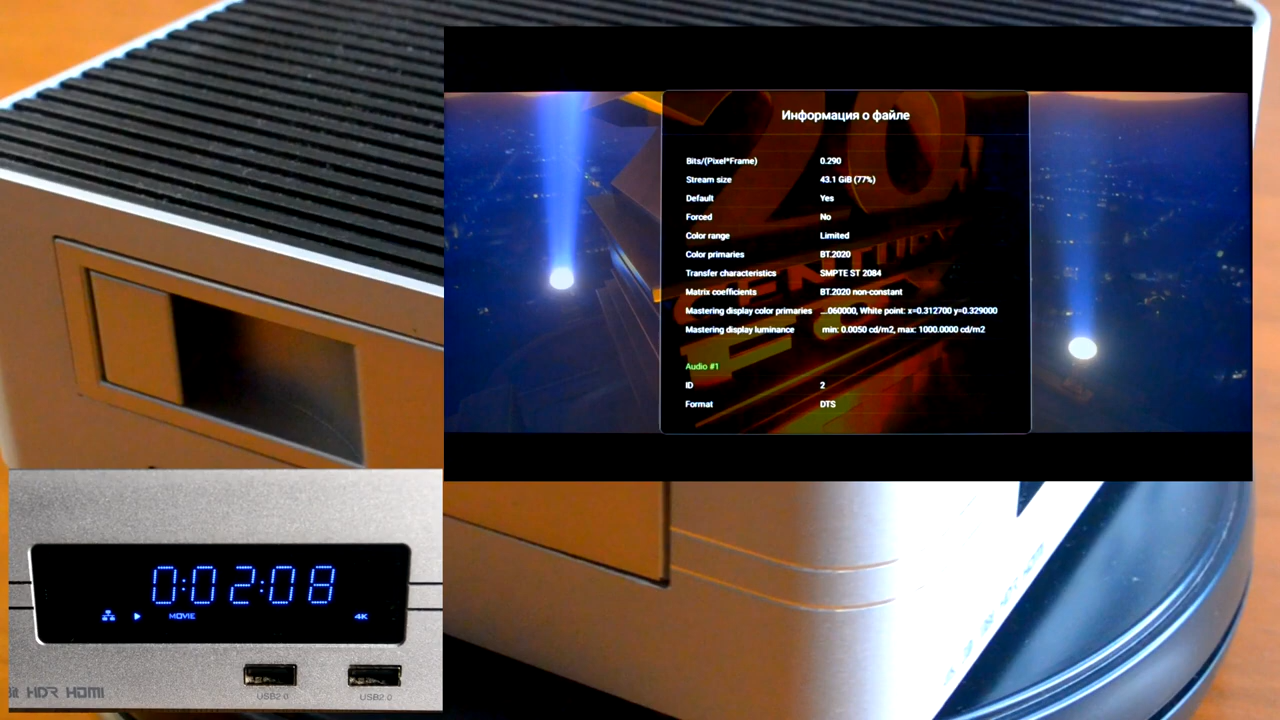 Информация о файле
Bits/(Pixel*Frame) 0.290
Stream size 43.1 GiB (77%)
Default Yes
Forced No
Color range Limited
Color primaries BT.2020
Transfer characteristics SMPTE ST 2084
Matrix coefficients BT.2020 non-constant
Mastering display color primaries ...060000, White point: x=0.312700 y=0.329000
Mastering display luminance min: 0.0050 cd/m2, max: 1000.0000 cd/m2
Audio #1
ID 2
Format DTS
20
CENTURY
FOX
0:02:08
MOVIE 4K
Bit HDR HDMI
USB2.0 USB2.0